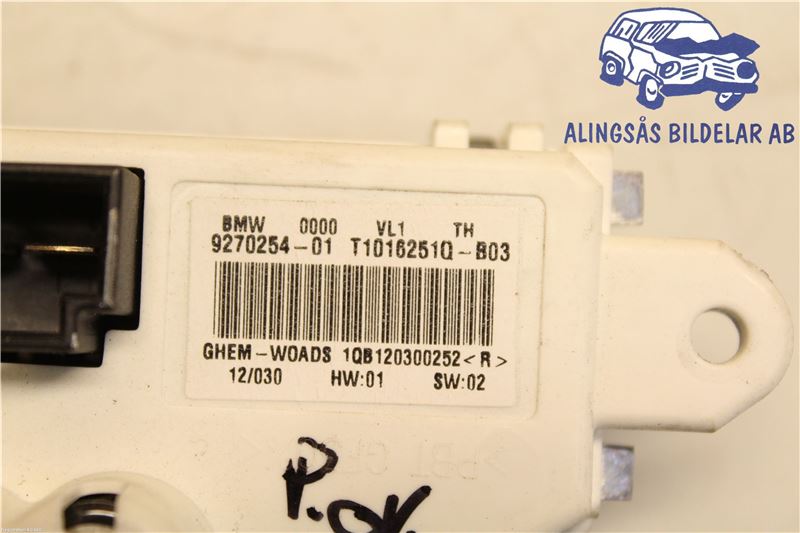 ALINGSÅS BILDELAR AB
BMW 0000 VL1 TH
9270254-01 T1016251Q-B03
GHEM-WOADS 1QB120300252<R>
12/030 HW:01 SW:02
P.OK.